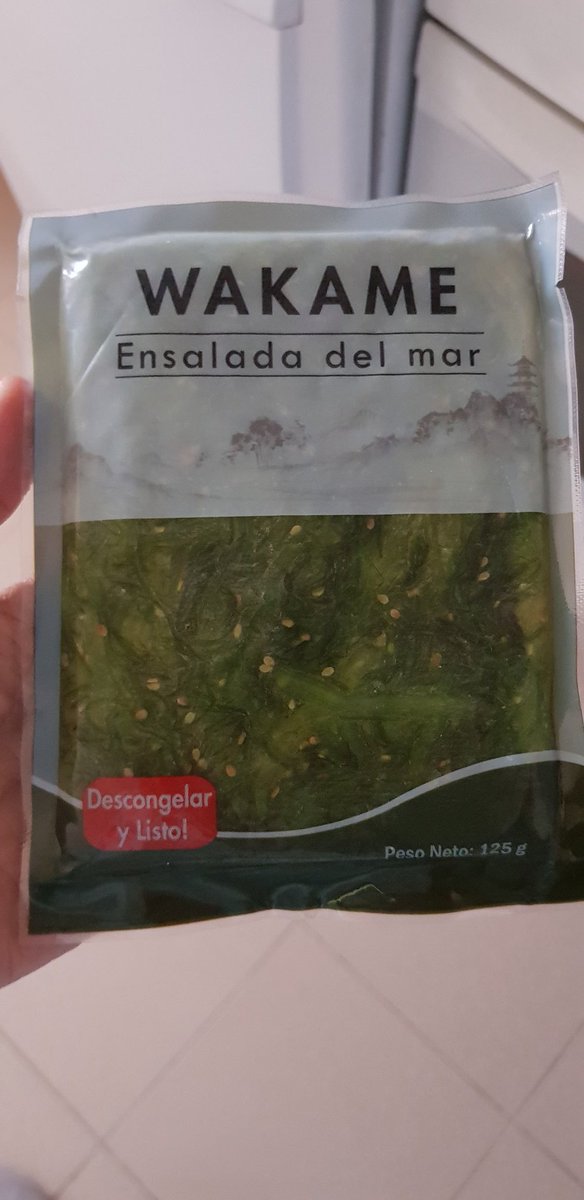 WAKAME
Ensalada del mar
Descongelar
y Listo!
Peso Neto: 125 g